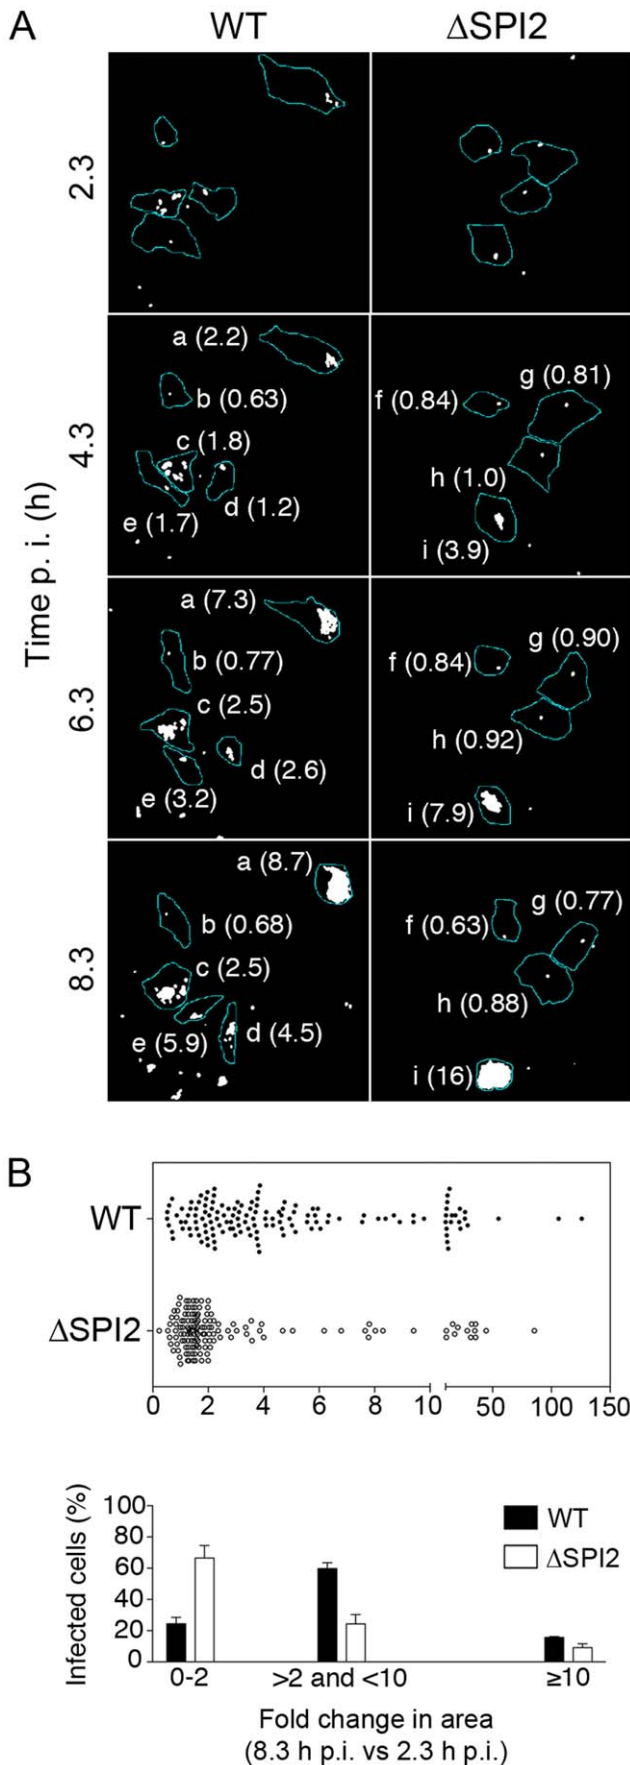 A
WT
ΔSPI2
Time p. i. (h)
2.3
4.3
a (2.2)
b (0.63)
c (1.8)
d (1.2)
e (1.7)
g (0.81)
f (0.84)
h (1.0)
i (3.9)
6.3
a (7.3)
b (0.77)
c (2.5)
d (2.6)
e (3.2)
g (0.90)
f (0.84)
h (0.92)
i (7.9)
8.3
a (8.7)
b (0.68)
c (2.5)
d (4.5)
e (5.9)
g (0.77)
f (0.63)
h (0.88)
i (16)
B
WT
ΔSPI2
0 2 4 6 8 10 50 100 150
Infected cells (%)
100
80
60
40
20
0
WT
ΔSPI2
0-2 >2 and <10 ≥10
Fold change in area
(8.3 h p.i. vs 2.3 h p.i.)